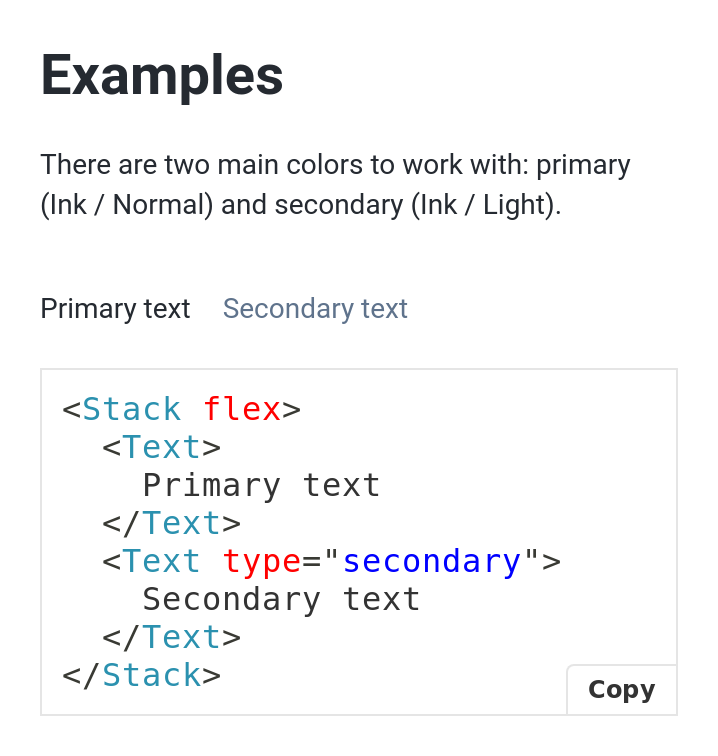 Examples
There are two main colors to work with: primary
(Ink / Normal) and secondary (Ink / Light).
Primary text Secondary text
<Stack flex>
  <Text>
    Primary text
  </Text>
  <Text type="secondary">
    Secondary text
  </Text>
</Stack>
Copy